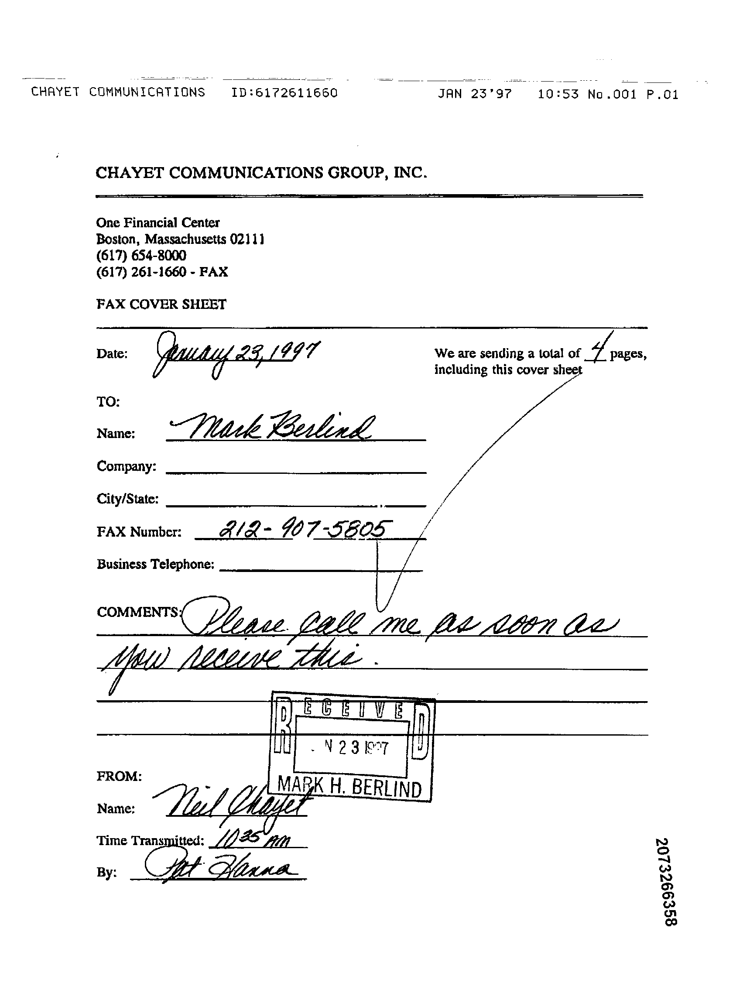 CHAYET COMMUNICATIONS ID:6172611660 JAN 23'97 10:53 No.001 P.01
CHAYET COMMUNICATIONS GROUP, INC.
One Financial Center
Boston, Massachusetts 02111
(617) 654-8000
(617) 261-1660 - FAX
FAX COVER SHEET
Date: January 23, 1997
We are sending a total of 4 pages,
including this cover sheet
TO:
Name: Mark Berlind
Company:
City/State:
FAX Number: 212-907-5805
Business Telephone:
COMMENTS: Please call me as soon as
you receive this.
RECEIVED
N 23 1997
MARK H. BERLIND
FROM:
Name: Neil Chayet
Time Transmitted: 10 35 AM
By: Pat Hanna
2073266358